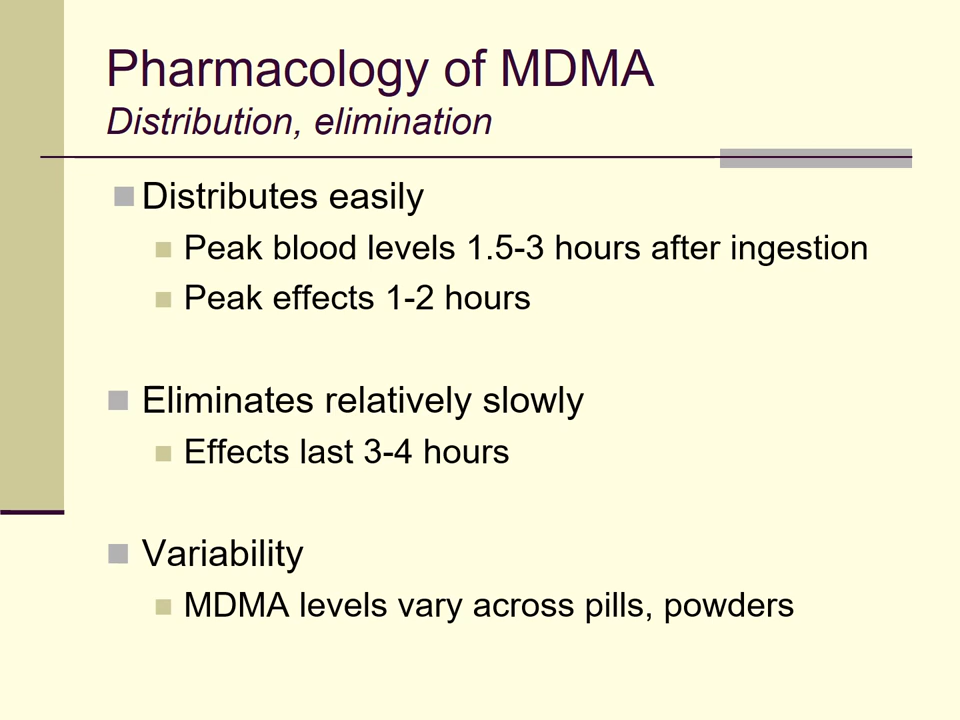 Pharmacology of MDMA
Distribution, elimination
Distributes easily
Peak blood levels 1.5-3 hours after ingestion
Peak effects 1-2 hours
Eliminates relatively slowly
Effects last 3-4 hours
Variability
MDMA levels vary across pills, powders